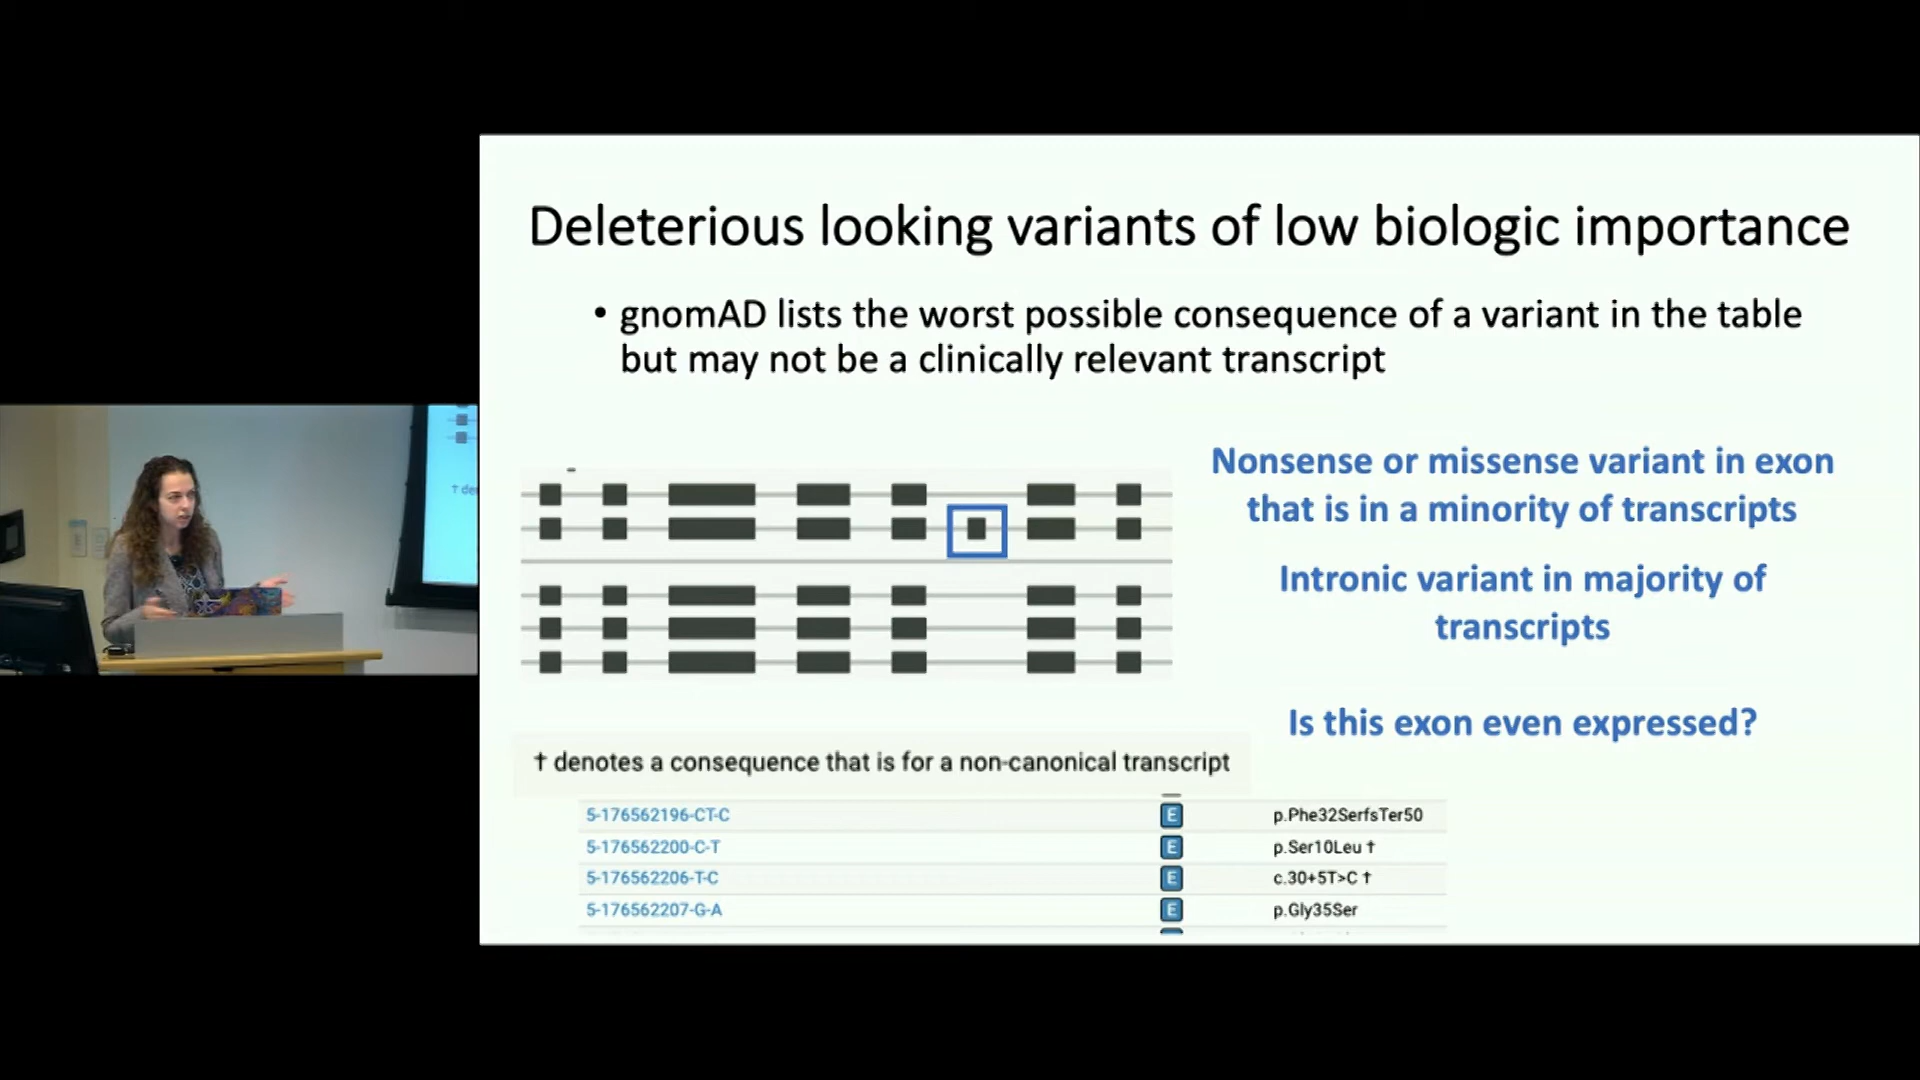 Deleterious looking variants of low biologic importance
• gnomAD lists the worst possible consequence of a variant in the table
but may not be a clinically relevant transcript
Nonsense or missense variant in exon
that is in a minority of transcripts
Intronic variant in majority of
transcripts
Is this exon even expressed?
† denotes a consequence that is for a non-canonical transcript
5-176562196-CT-C E p.Phe32SerfsTer50
5-176562200-C-T E p.Ser10Leu †
5-176562206-T-C E c.30+5T>C †
5-176562207-G-A E p.Gly35Ser
† de